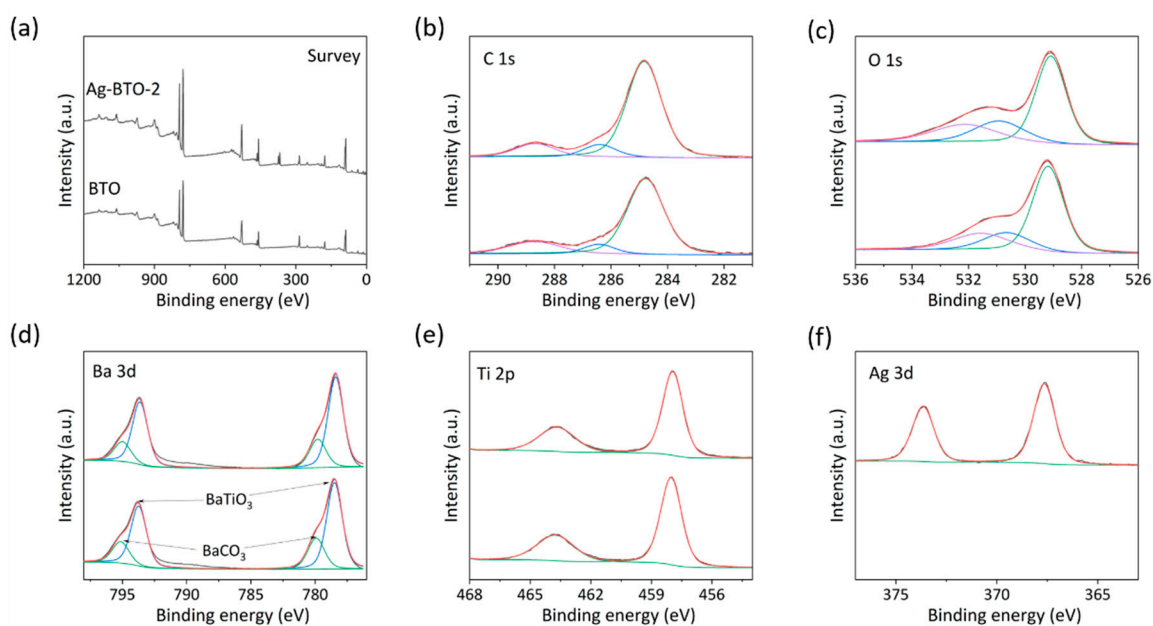 (a)
Survey
Ag-BTO-2
BTO
Intensity (a.u.)
1200 900 600 300 0
Binding energy (eV)
(b)
C 1s
Intensity (a.u.)
290 288 286 284 282
Binding energy (eV)
(c)
O 1s
Intensity (a.u.)
536 534 532 530 528 526
Binding energy (eV)
(d)
Ba 3d
BaTiO₃
BaCO₃
Intensity (a.u.)
795 790 785 780
Binding energy (eV)
(e)
Ti 2p
Intensity (a.u.)
468 465 462 459 456
Binding energy (eV)
(f)
Ag 3d
Intensity (a.u.)
375 370 365
Binding energy (eV)